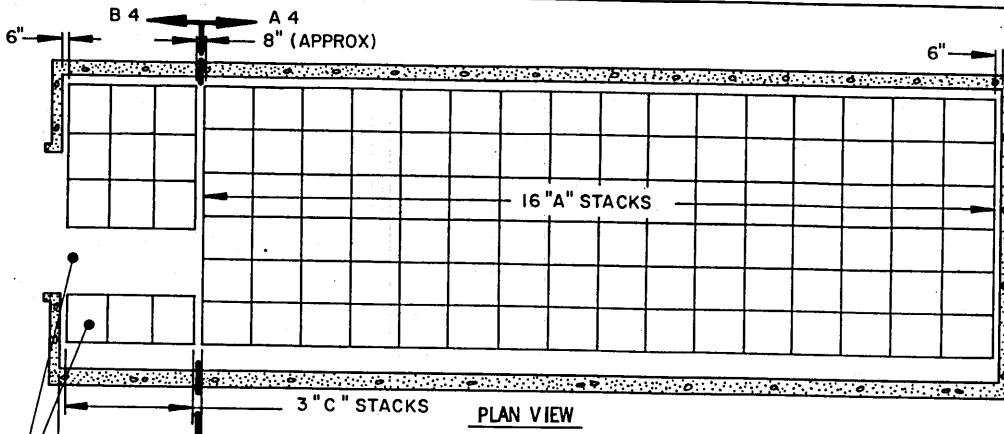 B 4 A 4
6" 8" (APPROX) 6"
16 "A" STACKS
3 "C" STACKS
PLAN VIEW